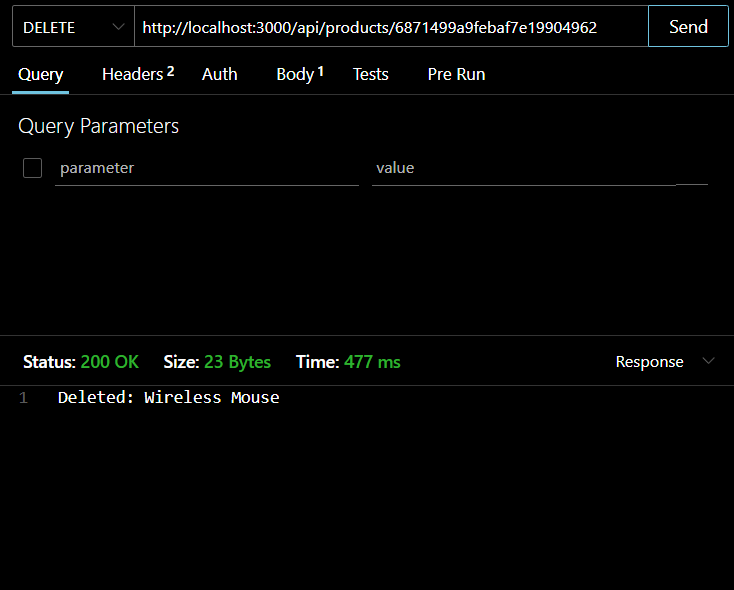 DELETE http://localhost:3000/api/products/6871499a9febaf7e19904962 Send
Query Headers 2 Auth Body 1 Tests Pre Run
Query Parameters
parameter value
Status: 200 OK Size: 23 Bytes Time: 477 ms Response
1 Deleted: Wireless Mouse